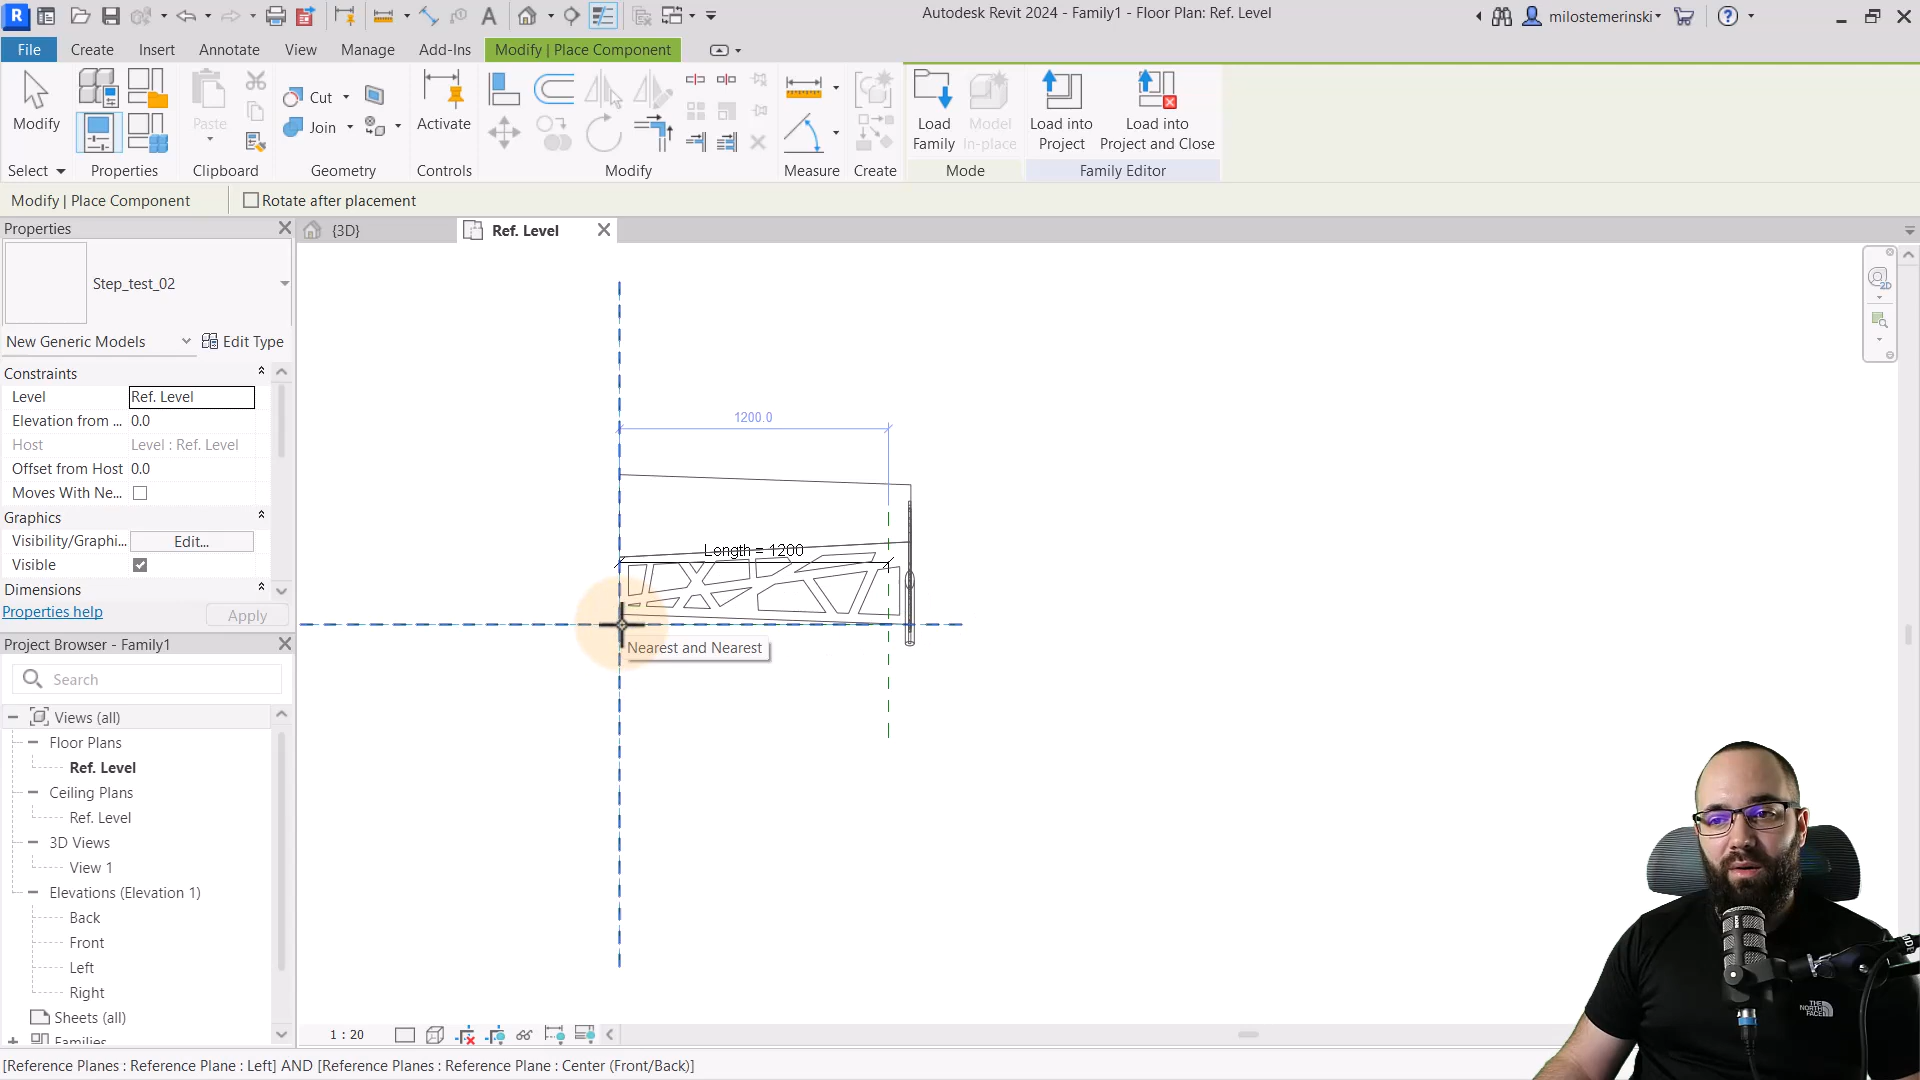 Autodesk Revit 2024 - Family1 - Floor Plan: Ref. Level
milostemerinski
File
Create
Insert
Annotate
View
Manage
Add-Ins
Modify | Place Component
Modify
Paste
Cut
Join
Activate
Load
Family
Model
In-place
Load into
Project
Load into
Project and Close
Select
Properties
Clipboard
Geometry
Controls
Modify
Measure
Create
Mode
Family Editor
Modify | Place Component
Rotate after placement
Properties
{3D}
Ref. Level
Step_test_02
New Generic Models
Edit Type
Constraints
Level
Ref. Level
Elevation from ...
0.0
Host
Level : Ref. Level
Offset from Host
0.0
Moves With Ne...
Graphics
Visibility/Graphi...
Edit...
Visible
Dimensions
Properties help
Apply
1200.0
Length = 1200
Nearest and Nearest
2D
Project Browser - Family1
Search
Views (all)
Floor Plans
Ref. Level
Ceiling Plans
Ref. Level
3D Views
View 1
Elevations (Elevation 1)
Back
Front
Left
Right
Sheets (all)
Families
1 : 20
THE
NORTH
FACE
[Reference Planes : Reference Plane : Left] AND [Reference Planes : Reference Plane : Center (Front/Back)]